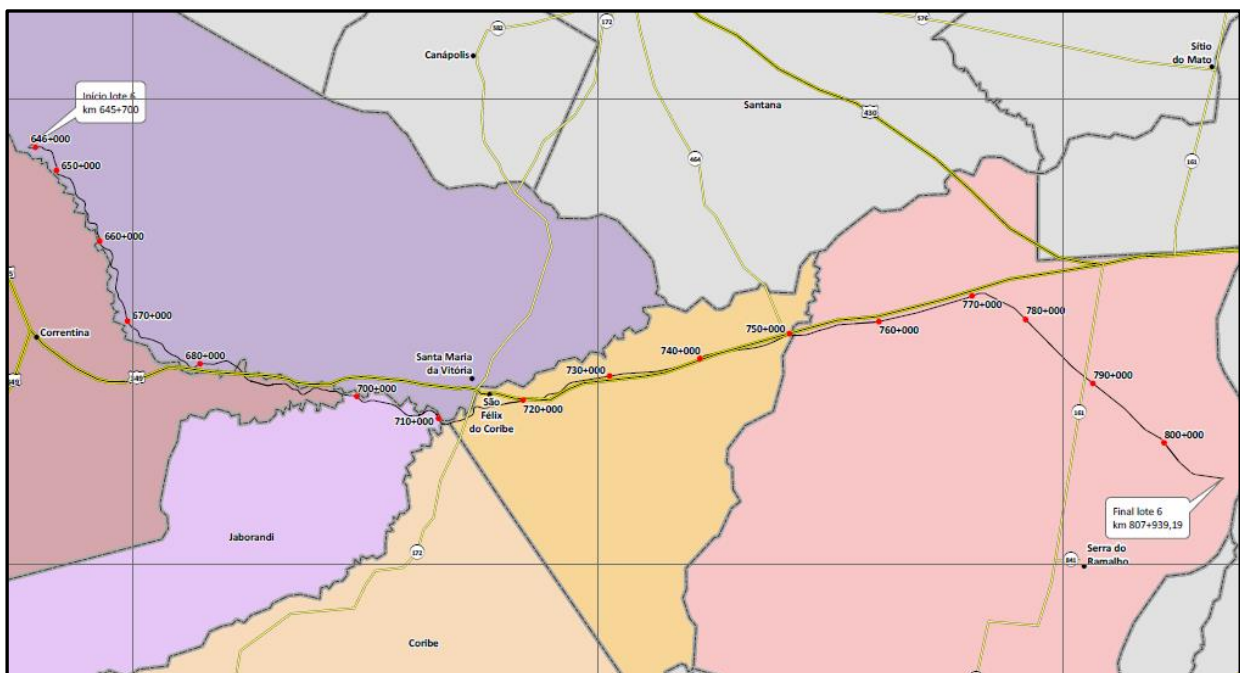 576
582
172
Sítio
do Mato
Canápolis
Início lote 6
km 645+700
Santana
430
646+000
464
161
650+000
660+000
670+000
Correntina
750+000
760+000
770+000
780+000
680+000
Santa Maria
da Vitória
740+000
730+000
349
349
790+000
700+000
São
Félix
do Coribe
720+000
710+000
161
800+000
Final lote 6
km 807+939,19
Jaborandi
172
841
Serra do
Ramalho
Coribe